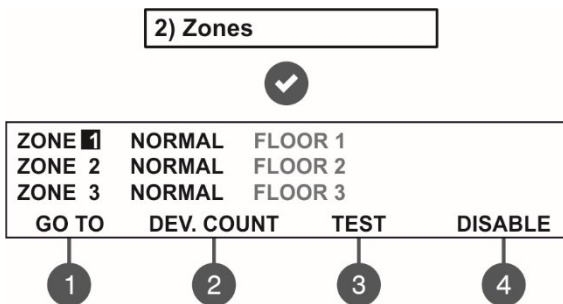 2) Zones
ZONE 1 NORMAL FLOOR 1
ZONE 2 NORMAL FLOOR 2
ZONE 3 NORMAL FLOOR 3
GO TO DEV. COUNT TEST DISABLE
1 2 3 4